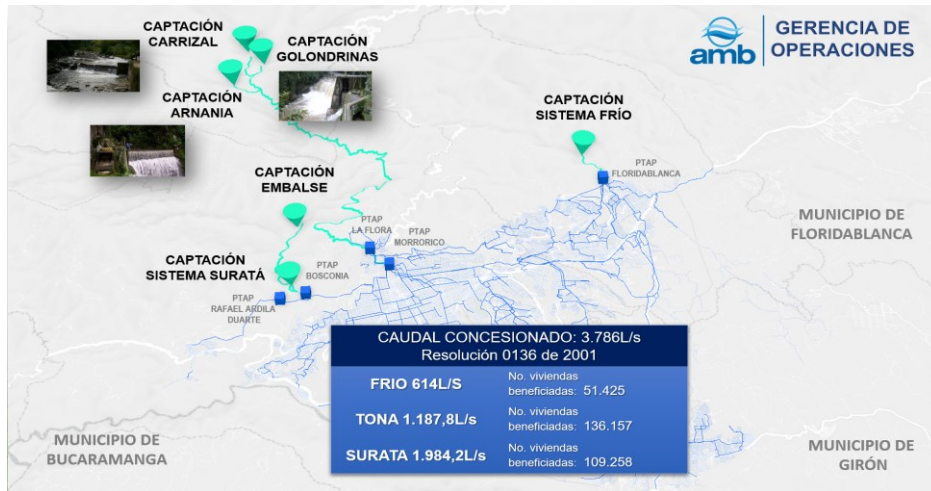 CAPTACIÓN
CARRIZAL
CAPTACIÓN
GOLONDRINAS
CAPTACIÓN
ARNANIA
amb
GERENCIA DE
OPERACIONES
CAPTACIÓN
SISTEMA FRÍO
PTAP
FLORIDABLANCA
CAPTACIÓN
EMBALSE
PTAP
LA FLORA
PTAP
MORRORICO
MUNICIPIO DE
FLORIDABLANCA
CAPTACIÓN
SISTEMA SURATÁ
PTAP
BOSCONIA
PTAP
RAFAEL ARDILA
DUARTE
CAUDAL CONCESIONADO: 3.786L/s
Resolución 0136 de 2001
FRIO 614L/S
No. viviendas
beneficiadas: 51.425
TONA 1.187,8L/s
No. viviendas
beneficiadas: 136.157
SURATA 1.984,2L/s
No. viviendas
beneficiadas: 109.258
MUNICIPIO DE
BUCARAMANGA
MUNICIPIO DE
GIRÓN